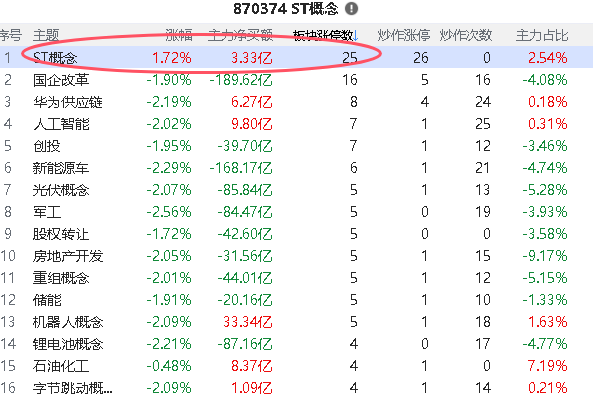 870374 ST概念
序号 主题 涨幅 主力净买额 板块涨停数↓ 炒作涨停 炒作次数 主力占比
1 ST概念 1.72% 3.33亿 25 26 0 2.54%
2 国企改革 -1.90% -189.62亿 16 5 16 -4.08%
3 华为供应链 -2.19% 6.27亿 8 4 24 0.18%
4 人工智能 -2.02% 9.80亿 7 1 25 0.31%
5 创投 -1.95% -39.70亿 7 1 12 -3.46%
6 新能源车 -2.29% -168.17亿 6 1 21 -4.74%
7 光伏概念 -2.07% -85.84亿 5 1 13 -5.28%
8 军工 -2.56% -84.47亿 5 0 19 -3.93%
9 股权转让 -1.72% -42.60亿 5 0 0 -3.58%
10 房地产开发 -2.05% -31.56亿 5 1 15 -9.17%
11 重组概念 -2.01% -44.01亿 5 1 12 -5.15%
12 储能 -1.91% -20.16亿 5 1 10 -1.33%
13 机器人概念 -2.09% 33.34亿 5 1 18 1.63%
14 锂电池概念 -2.21% -87.16亿 4 0 17 -4.77%
15 石油化工 -0.48% 8.37亿 4 1 0 7.19%
16 字节跳动概... -2.09% 1.09亿 4 1 14 0.21%